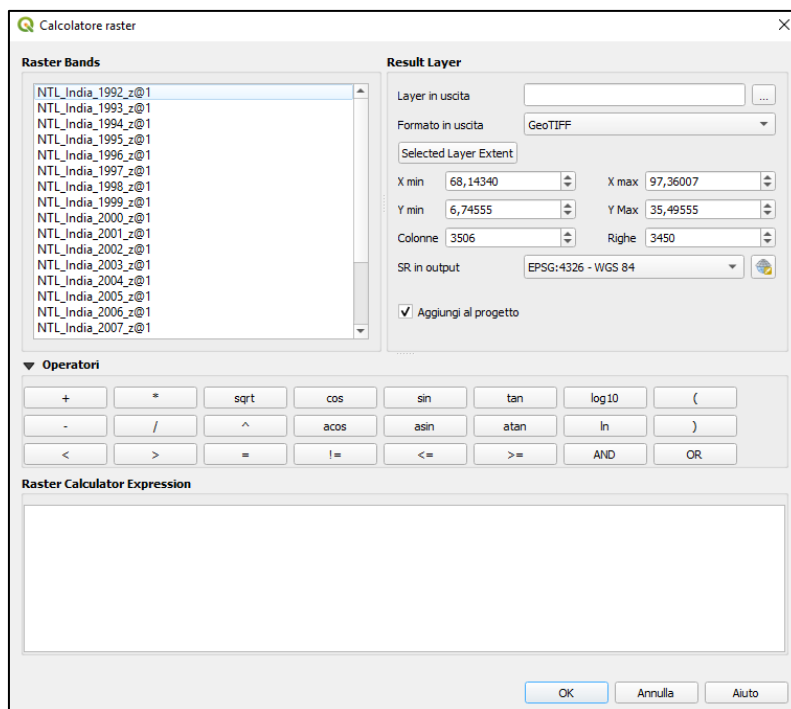 Calcolatore raster
Raster Bands
NTL_India_1992_z@1
NTL_India_1993_z@1
NTL_India_1994_z@1
NTL_India_1995_z@1
NTL_India_1996_z@1
NTL_India_1997_z@1
NTL_India_1998_z@1
NTL_India_1999_z@1
NTL_India_2000_z@1
NTL_India_2001_z@1
NTL_India_2002_z@1
NTL_India_2003_z@1
NTL_India_2004_z@1
NTL_India_2005_z@1
NTL_India_2006_z@1
NTL_India_2007_z@1
Result Layer
Layer in uscita ...
Formato in uscita GeoTIFF
Selected Layer Extent
X min 68,14340 X max 97,36007
Y min 6,74555 Y Max 35,49555
Colonne 3506 Righe 3450
SR in output EPSG:4326 - WGS 84
Aggiungi al progetto
Operatori
+ * sqrt cos sin tan log10 (
- / ^ acos asin atan ln )
< > = != <= >= AND OR
Raster Calculator Expression
OK Annulla Aiuto